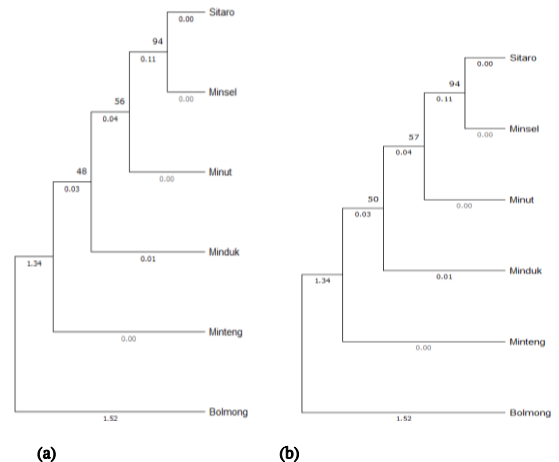 Sitaro
0.00
94
0.11
Minsel
0.00
56
0.04
Minut
0.00
48
0.03
Minduk
0.01
1.34
Minteng
0.00
Bolmong
1.52
(a)
Sitaro
0.00
94
0.11
Minsel
0.00
57
0.04
Minut
0.00
50
0.03
Minduk
0.01
1.34
Minteng
0.00
Bolmong
1.52
(b)